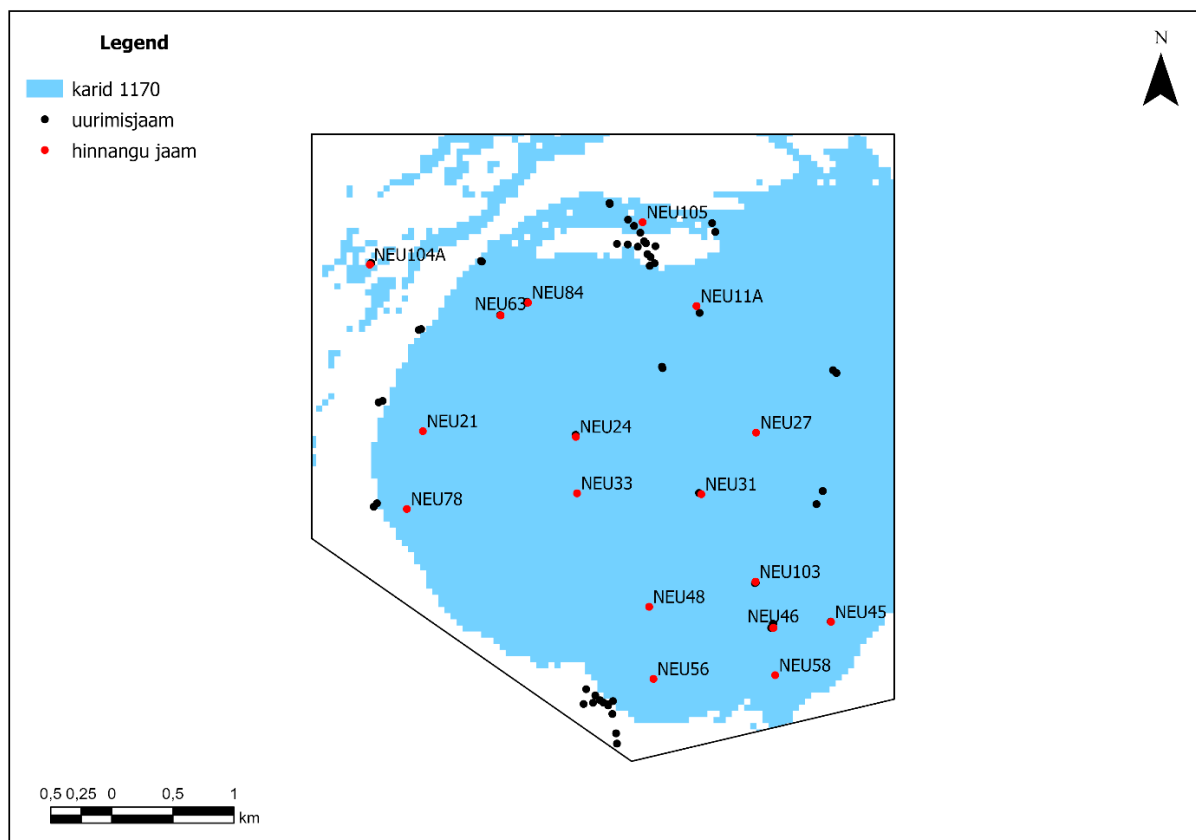 Legend
karid 1170
uurimisjaam
hinnangu jaam
N
NEU105
NEU104A
NEU84
NEU63
NEU11A
NEU21
NEU24
NEU27
NEU33
NEU31
NEU78
NEU103
NEU48
NEU46
NEU45
NEU56
NEU58
0,5 0,25 0 0,5 1
km